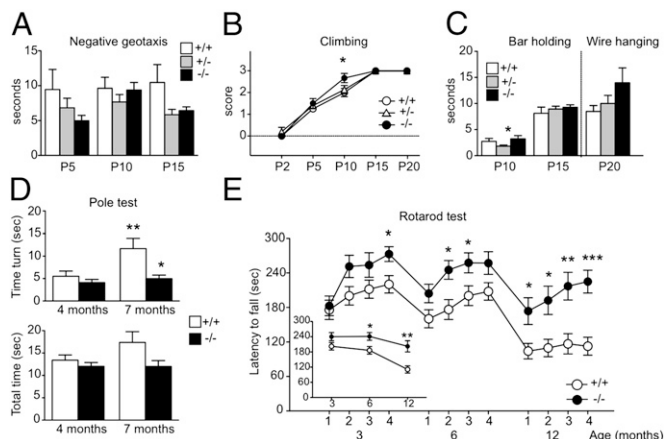 A
Negative geotaxis
seconds
10
5
0
P5
P10
P15
+/+
+/-
-/-
B
Climbing
*
score
3
2
1
0
P2
P5
P10
P15
P20
+/+
+/-
-/-
C
Bar holding
Wire hanging
seconds
20
15
10
5
0
*
P10
P15
P20
+/+
+/-
-/-
D
Pole test
Time turn (sec)
20
15
10
5
0
**
*
4 months
7 months
Total time (sec)
20
15
10
5
0
4 months
7 months
+/+
-/-
E
Rotarod test
Latency to fall (sec)
300
240
180
120
60
0
* * * * * ** ***
300
240
180
120
60
0
* **
3 6 12
+/+
-/-
1 2 3 4 1 2 3 4 1 2 3 4
3 6 12 Age (months)